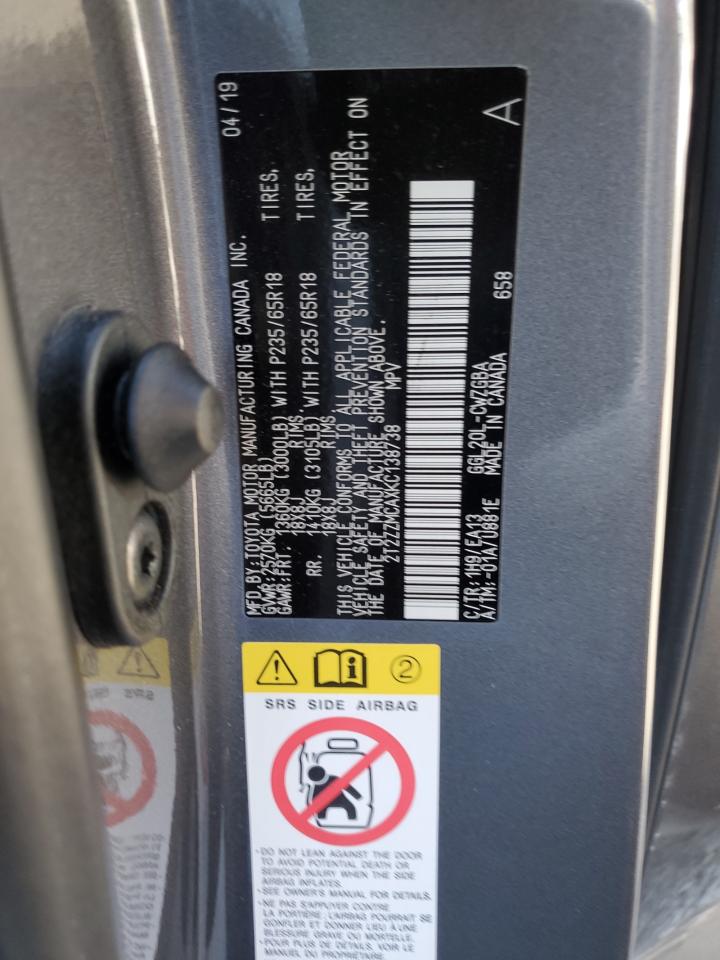 04/19
MFD.BY:TOYOTA MOTOR MANUFACTURING CANADA INC.
GVWR:2570KG (5665LB)
GAWR:FRT. 1360KG (3000LB) WITH P235/65R18 TIRES,
18X8J RIMS,
RR. 1410KG (3105LB) WITH P235/65R18 TIRES,
18X8J RIMS,
THIS VEHICLE CONFORMS TO ALL APPLICABLE FEDERAL MOTOR
VEHICLE SAFETY AND THEFT PREVENTION STANDARDS IN EFFECT ON
THE DATE OF MANUFACTURE SHOWN ABOVE.
2T2ZZMCAXKC138738 MPV
C/TR:1H9/EA13 GGL20L-CWZGBA 658
A/TM:-01A/0881E MADE IN CANADA
A
2
SRS SIDE AIRBAG
·DO NOT LEAN AGAINST THE DOOR
TO AVOID POTENTIAL DEATH OR
SERIOUS INJURY WHEN THE SIDE
AIRBAG INFLATES.
·SEE OWNER'S MANUAL FOR DETAILS.
·NE PAS S'APPUYER CONTRE
LA PORTIÈRE; L'AIRBAG POURRAIT SE
GONFLER ET DONNER LIEU À UNE
BLESSURE GRAVE OU MORTELLE.
·POUR PLUS DE DÉTAILS, VOIR LE
MANUEL DU PROPRIÉTAIRE.